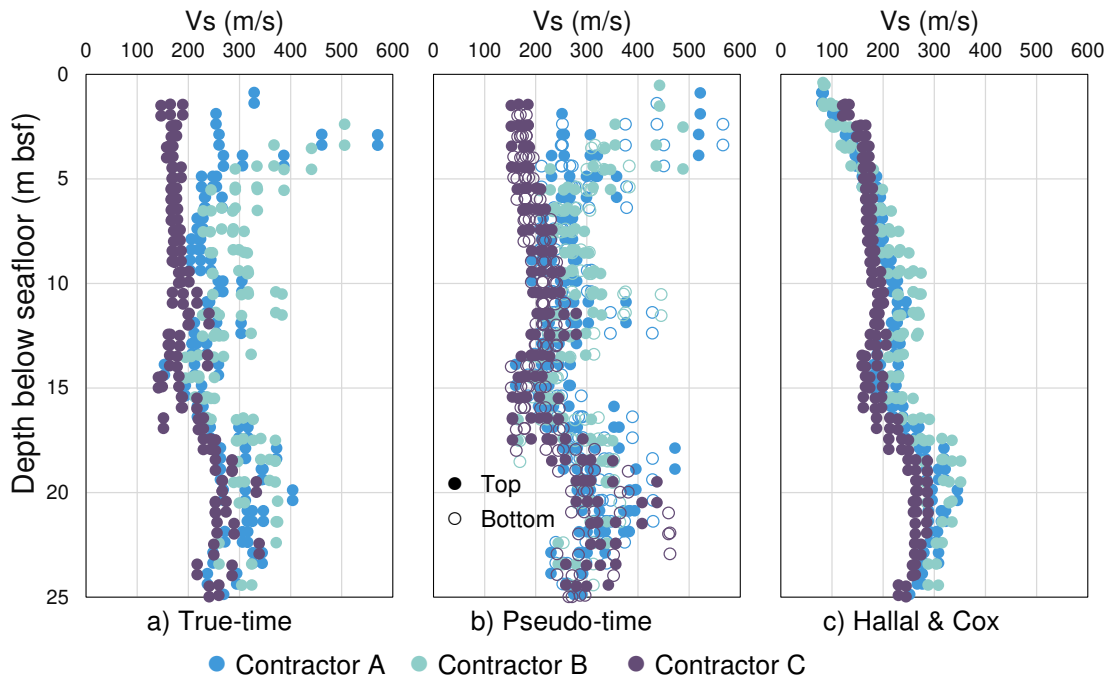 Vs (m/s) Vs (m/s) Vs (m/s)
0 100 200 300 400 500 600 0 100 200 300 400 500 600 0 100 200 300 400 500 600
Depth below seafloor (m bsf)
0
5
10
15
20
25
Top
Bottom
a) True-time b) Pseudo-time c) Hallal & Cox
Contractor A Contractor B Contractor C